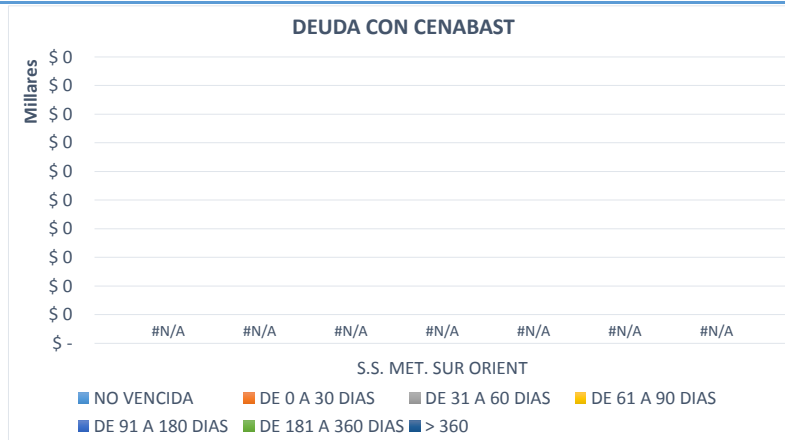 DEUDA CON CENABAST
Millares
$ 0
$ 0
$ 0
$ 0
$ 0
$ 0
$ 0
$ 0
$ 0
$ 0
$ -
#N/A #N/A #N/A #N/A #N/A #N/A #N/A
S.S. MET. SUR ORIENT
NO VENCIDA DE 0 A 30 DIAS DE 31 A 60 DIAS DE 61 A 90 DIAS
DE 91 A 180 DIAS DE 181 A 360 DIAS > 360